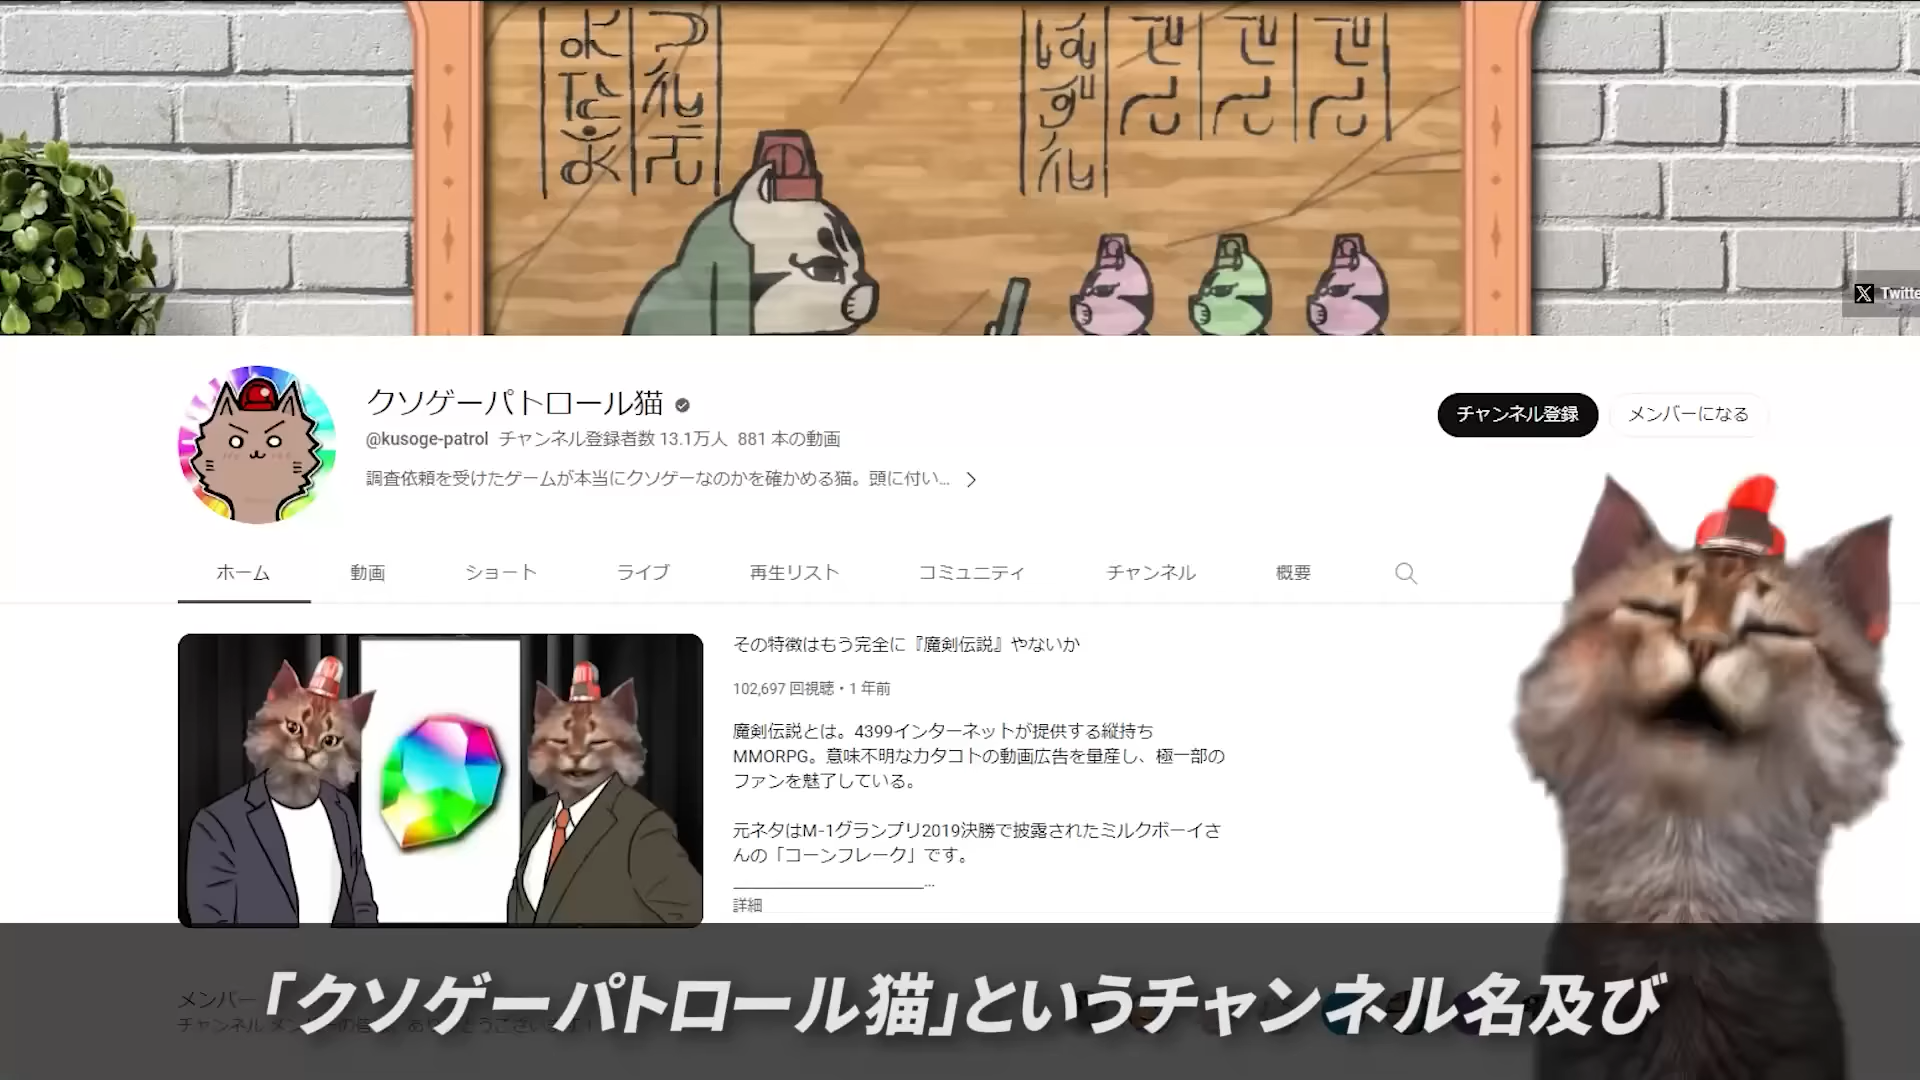 はずれ
でん
でん
でん
Twitte
クソゲーパトロール猫
@kusoge-patrol チャンネル登録者数 13.1万人 881 本の動画
調査依頼を受けたゲームが本当にクソゲーなのかを確かめる猫。頭に付い...
チャンネル登録
メンバーになる
ホーム
動画
ショート
ライブ
再生リスト
コミュニティ
チャンネル
概要
その特徴はもう完全に『魔剣伝説』やないか
102,697 回視聴・1 年前
魔剣伝説とは。4399インターネットが提供する縦持ち
MMORPG。意味不明なカタコトの動画広告を量産し、極一部の
ファンを魅了している。
元ネタはM-1グランプリ2019決勝で披露されたミルクボーイさ
んの「コーンフレーク」です。
...
詳細
メンバー
「クソゲーパトロール猫」というチャンネル名及び